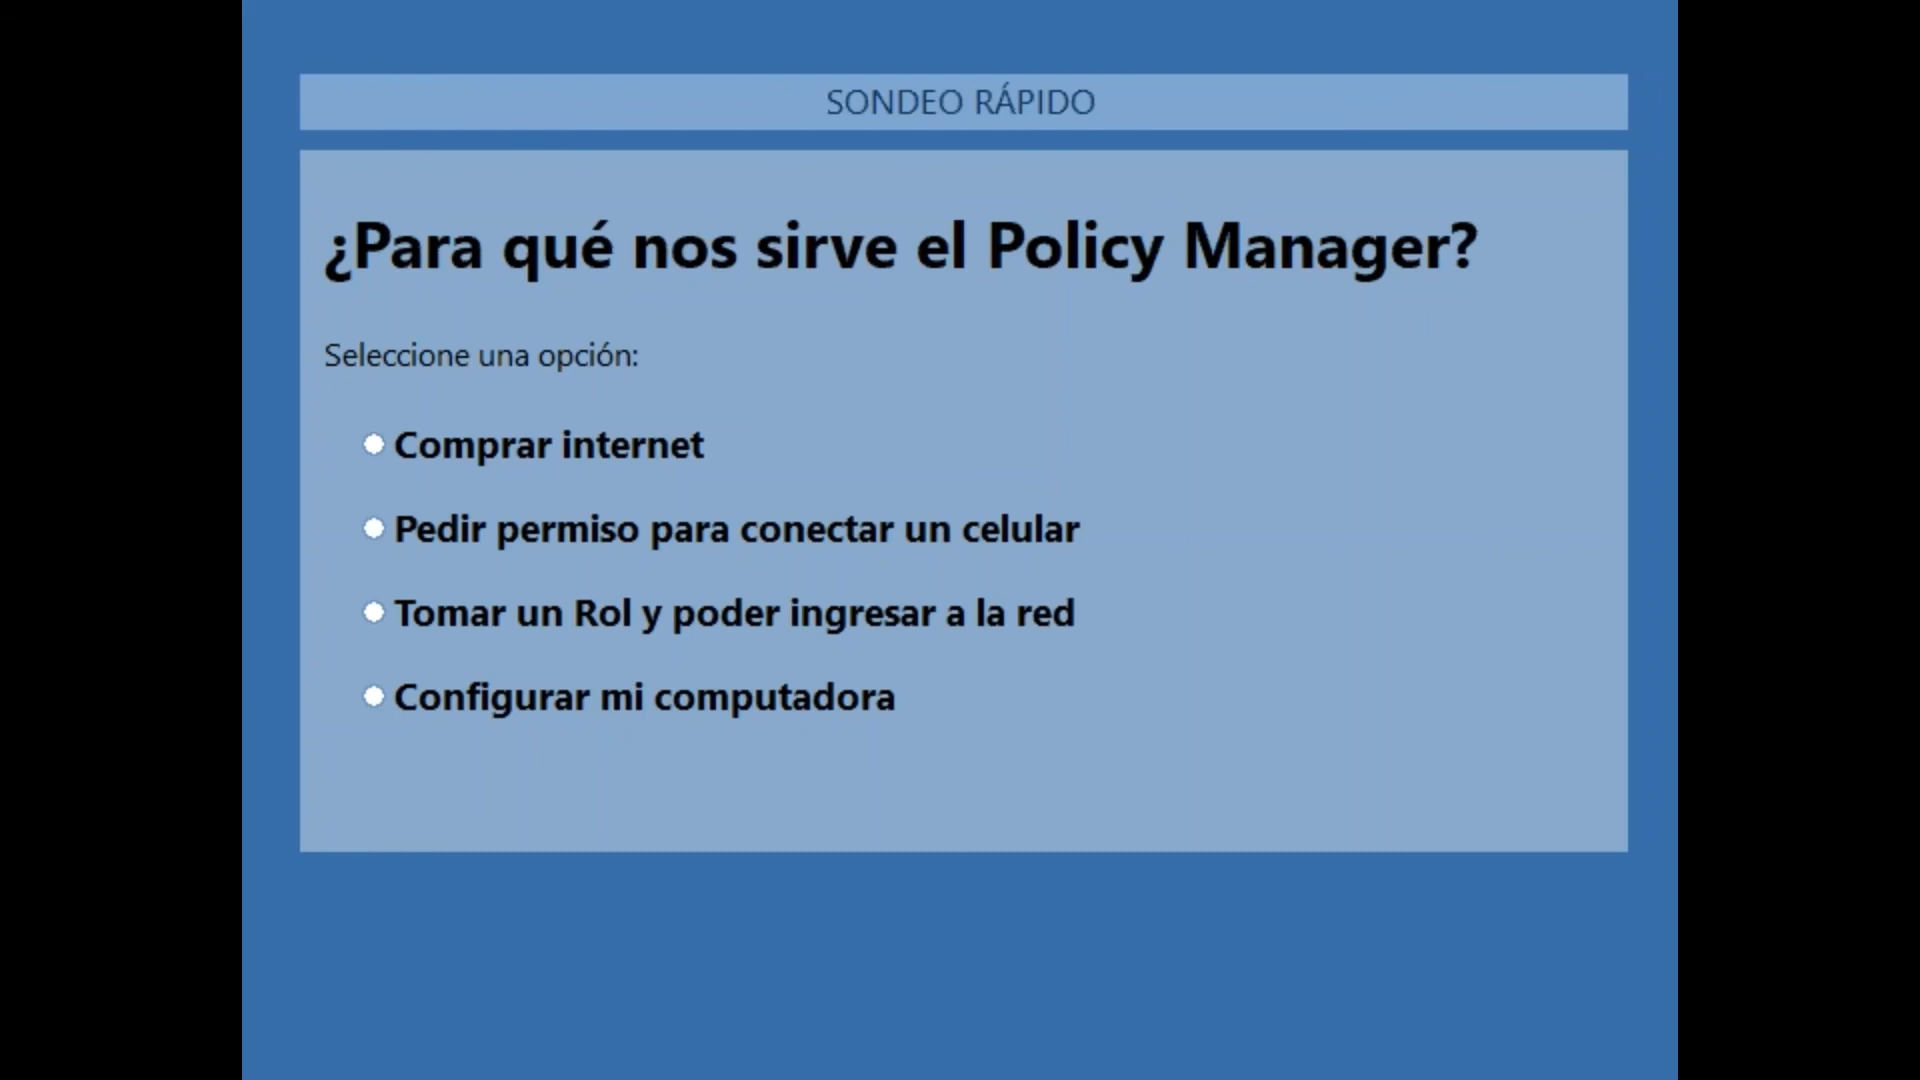 SONDEO RÁPIDO
¿Para qué nos sirve el Policy Manager?
Seleccione una opción:
Comprar internet
Pedir permiso para conectar un celular
Tomar un Rol y poder ingresar a la red
Configurar mi computadora